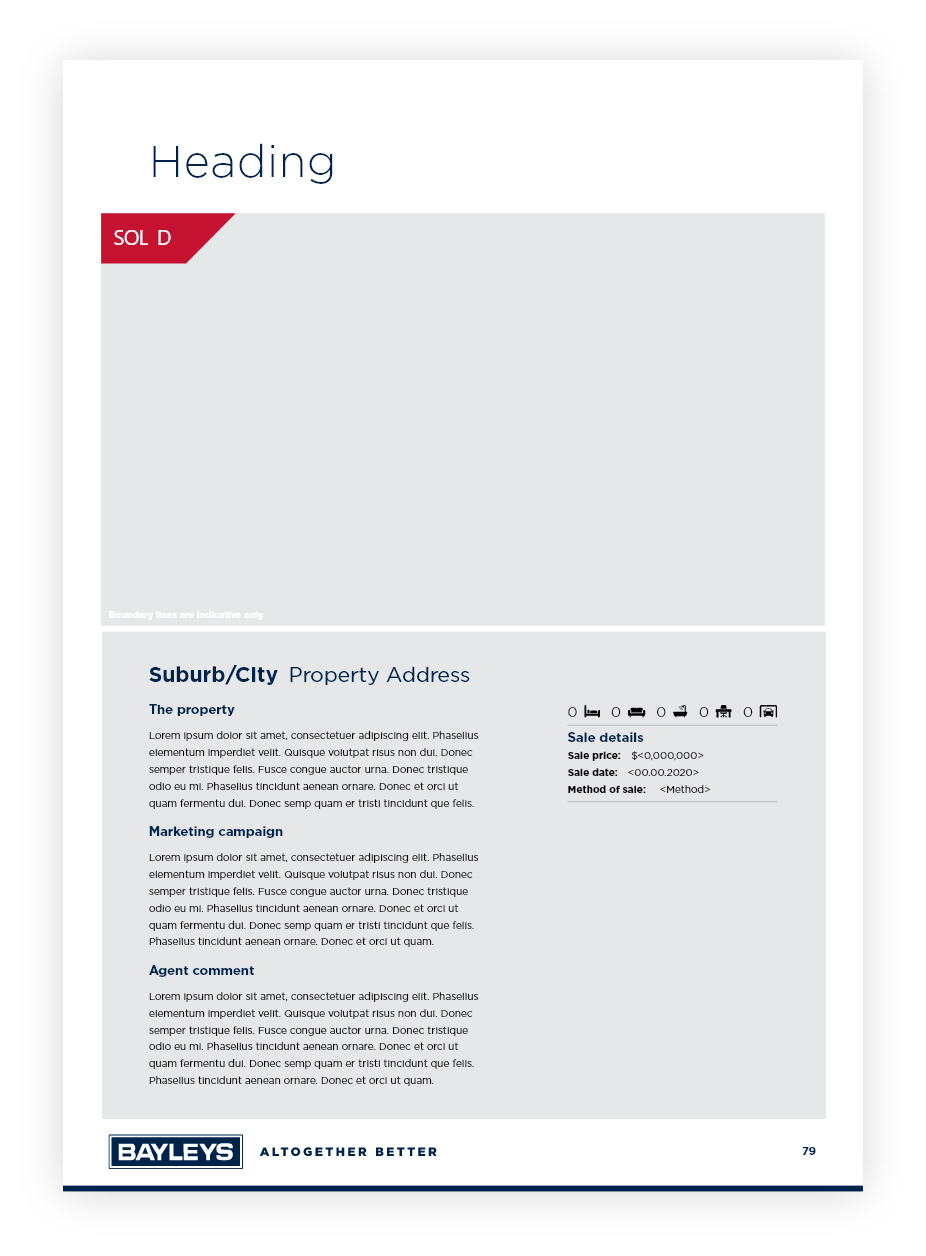 Heading
SOL D
Boundary lines are indicative only
Suburb/CIty Property Address
The property
Lorem ipsum dolor sit amet, consectetuer adipiscing elit. Phasellus
elementum imperdiet velit. Quisque volutpat risus non dui. Donec
semper tristique felis. Fusce congue auctor urna. Donec tristique
odio eu mi. Phasellus tincidunt aenean ornare. Donec et orci ut
quam fermentu dui. Donec semp quam er tristi tincidunt que felis.
Marketing campaign
Lorem ipsum dolor sit amet, consectetuer adipiscing elit. Phasellus
elementum imperdiet velit. Quisque volutpat risus non dui. Donec
semper tristique felis. Fusce congue auctor urna. Donec tristique
odio eu mi. Phasellus tincidunt aenean ornare. Donec et orci ut
quam fermentu dui. Donec semp quam er tristi tincidunt que felis.
Phasellus tincidunt aenean ornare. Donec et orci ut quam.
Agent comment
Lorem ipsum dolor sit amet, consectetuer adipiscing elit. Phasellus
elementum imperdiet velit. Quisque volutpat risus non dui. Donec
semper tristique felis. Fusce congue auctor urna. Donec tristique
odio eu mi. Phasellus tincidunt aenean ornare. Donec et orci ut
quam fermentu dui. Donec semp quam er tristi tincidunt que felis.
Phasellus tincidunt aenean ornare. Donec et orci ut quam.
0 0 0 0 0
Sale details
Sale price: $<0,000,000>
Sale date: <00.00.2020>
Method of sale: <Method>
BAYLEYS ALTOGETHER BETTER 79